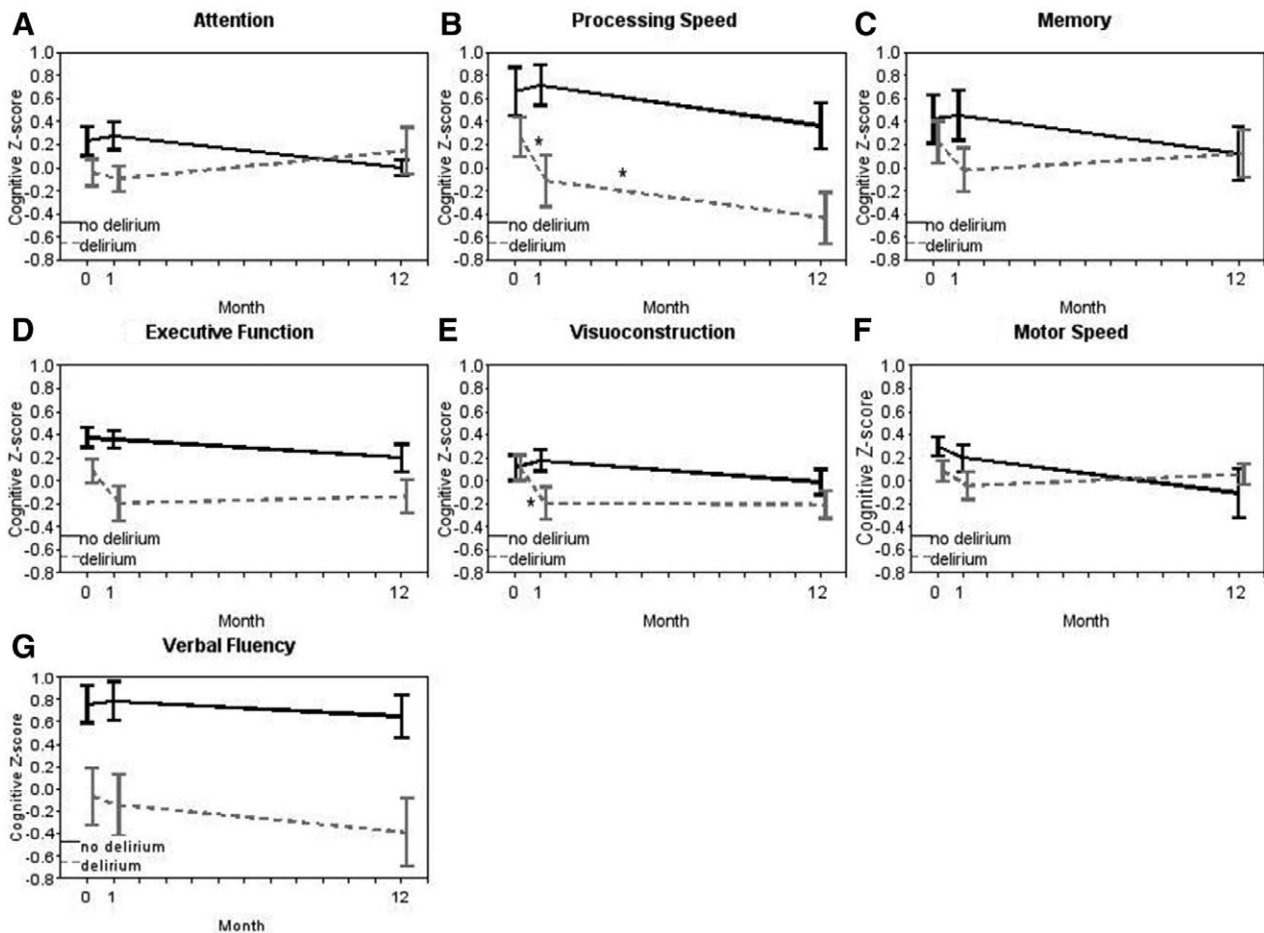 A Attention
Cognitive Z-score
1.0
0.8
0.6
0.4
0.2
0.0
-0.2
-0.4
-0.6
-0.8
no delirium
delirium
0 1 12
Month
B Processing Speed
Cognitive Z-score
1.0
0.8
0.6
0.4
0.2
0.0
-0.2
-0.4
-0.6
-0.8
*
*
no delirium
delirium
0 1 12
Month
C Memory
Cognitive Z-score
1.0
0.8
0.6
0.4
0.2
0.0
-0.2
-0.4
-0.6
-0.8
no delirium
delirium
0 1 12
Month
D Executive Function
Cognitive Z-score
1.0
0.8
0.6
0.4
0.2
0.0
-0.2
-0.4
-0.6
-0.8
no delirium
delirium
0 1 12
Month
E Visuoconstruction
Cognitive Z-score
1.0
0.8
0.6
0.4
0.2
0.0
-0.2
-0.4
-0.6
-0.8
*
no delirium
delirium
0 1 12
Month
F Motor Speed
Cognitive Z-score
1.0
0.8
0.6
0.4
0.2
0.0
-0.2
-0.4
-0.6
-0.8
no delirium
delirium
0 1 12
Month
G Verbal Fluency
Cognitive Z-score
1.0
0.8
0.6
0.4
0.2
0.0
-0.2
-0.4
-0.6
-0.8
no delirium
delirium
0 1 12
Month